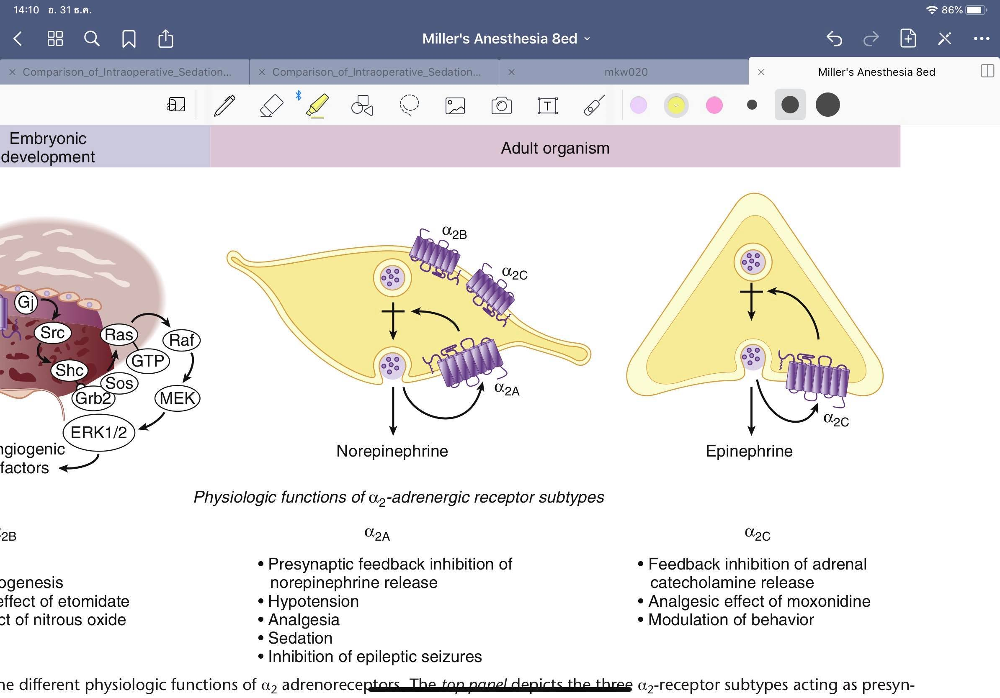 14:10 อ. 31 ธ.ค.
86%
Miller's Anesthesia 8ed
Comparison_of_Intraoperative_Sedation...
Comparison_of_Intraoperative_Sedation...
mkw020
Miller's Anesthesia 8ed
a
T
Embryonic
development
Adult organism
α2B
α2C
Gj
Src
Ras
Raf
GTP
Shc
Sos
Grb2
MEK
α2A
α2C
ERK1/2
ngiogenic
factors
Norepinephrine
Epinephrine
Physiologic functions of α2-adrenergic receptor subtypes
2B
α2A
α2C
• Presynaptic feedback inhibition of
norepinephrine release
• Hypotension
• Analgesia
• Sedation
• Inhibition of epileptic seizures
• Feedback inhibition of adrenal
catecholamine release
• Analgesic effect of moxonidine
• Modulation of behavior
ogenesis
effect of etomidate
ct of nitrous oxide
he different physiologic functions of α2 adrenoreceptors. The top panel depicts the three α2-receptor subtypes acting as presyn-